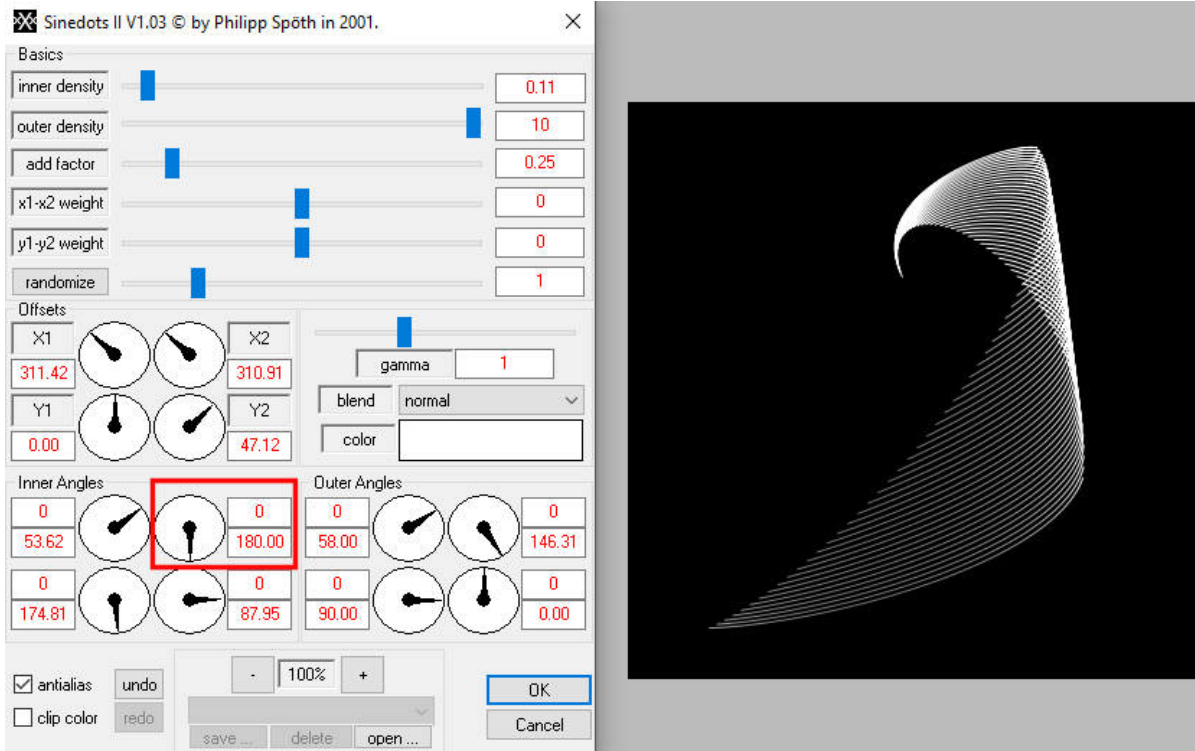 Sinedots II V1.03 © by Philipp Spöth in 2001.
Basics
inner density 0.11
outer density 10
add factor 0.25
x1-x2 weight 0
y1-y2 weight 0
randomize 1
Offsets
X1 X2
311.42 310.91
gamma 1
Y1 Y2
blend normal
0.00 47.12
color
Inner Angles Outer Angles
0 0 0 0
53.62 180.00 58.00 146.31
0 0 0 0
174.81 87.95 90.00 0.00
- 100% +
antialias undo
OK
clip color redo
Cancel
save ... delete open ...